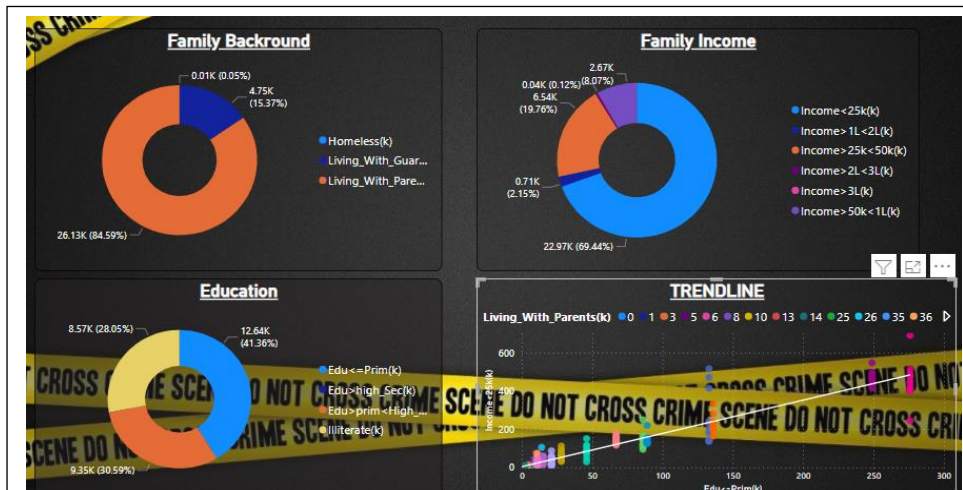 Family Backround
0.01K (0.05%)
4.75K
(15.37%)
26.13K (84.59%)
Homeless(k)
Living_With_Guar...
Living_With_Pare...
Family Income
2.67K
(8.07%)
0.04K (0.12%)
6.54K
(19.76%)
0.71K
(2.15%)
22.97K (69.44%)
Income<25k(k)
Income>1L<2L(k)
Income>25k<50k(k)
Income>2L<3L(k)
Income>3L(k)
Income>50k<1L(k)
Education
8.57K (28.05%)
12.64K
(41.36%)
9.35K (30.59%)
Edu<=Prim(k)
Edu>high_Sec(k)
Edu>prim<High_...
Illiterate(k)
TRENDLINE
Living_With_Parents(k) 0 1 3 5 6 8 10 13 14 25 26 35 36
Income<25k(k)
600
400
200
0
0 50 100 150 200 250 300
Edu<=Prim(k)
CROSS CRIME SCENE DO NOT CROSS CRIME SCENE DO NOT CROSS CRIME SCENE DO NOT
SCENE DO NOT CROSS CRIME SCENE DO NOT CROSS CRIME SCENE DO NOT CROSS CRI